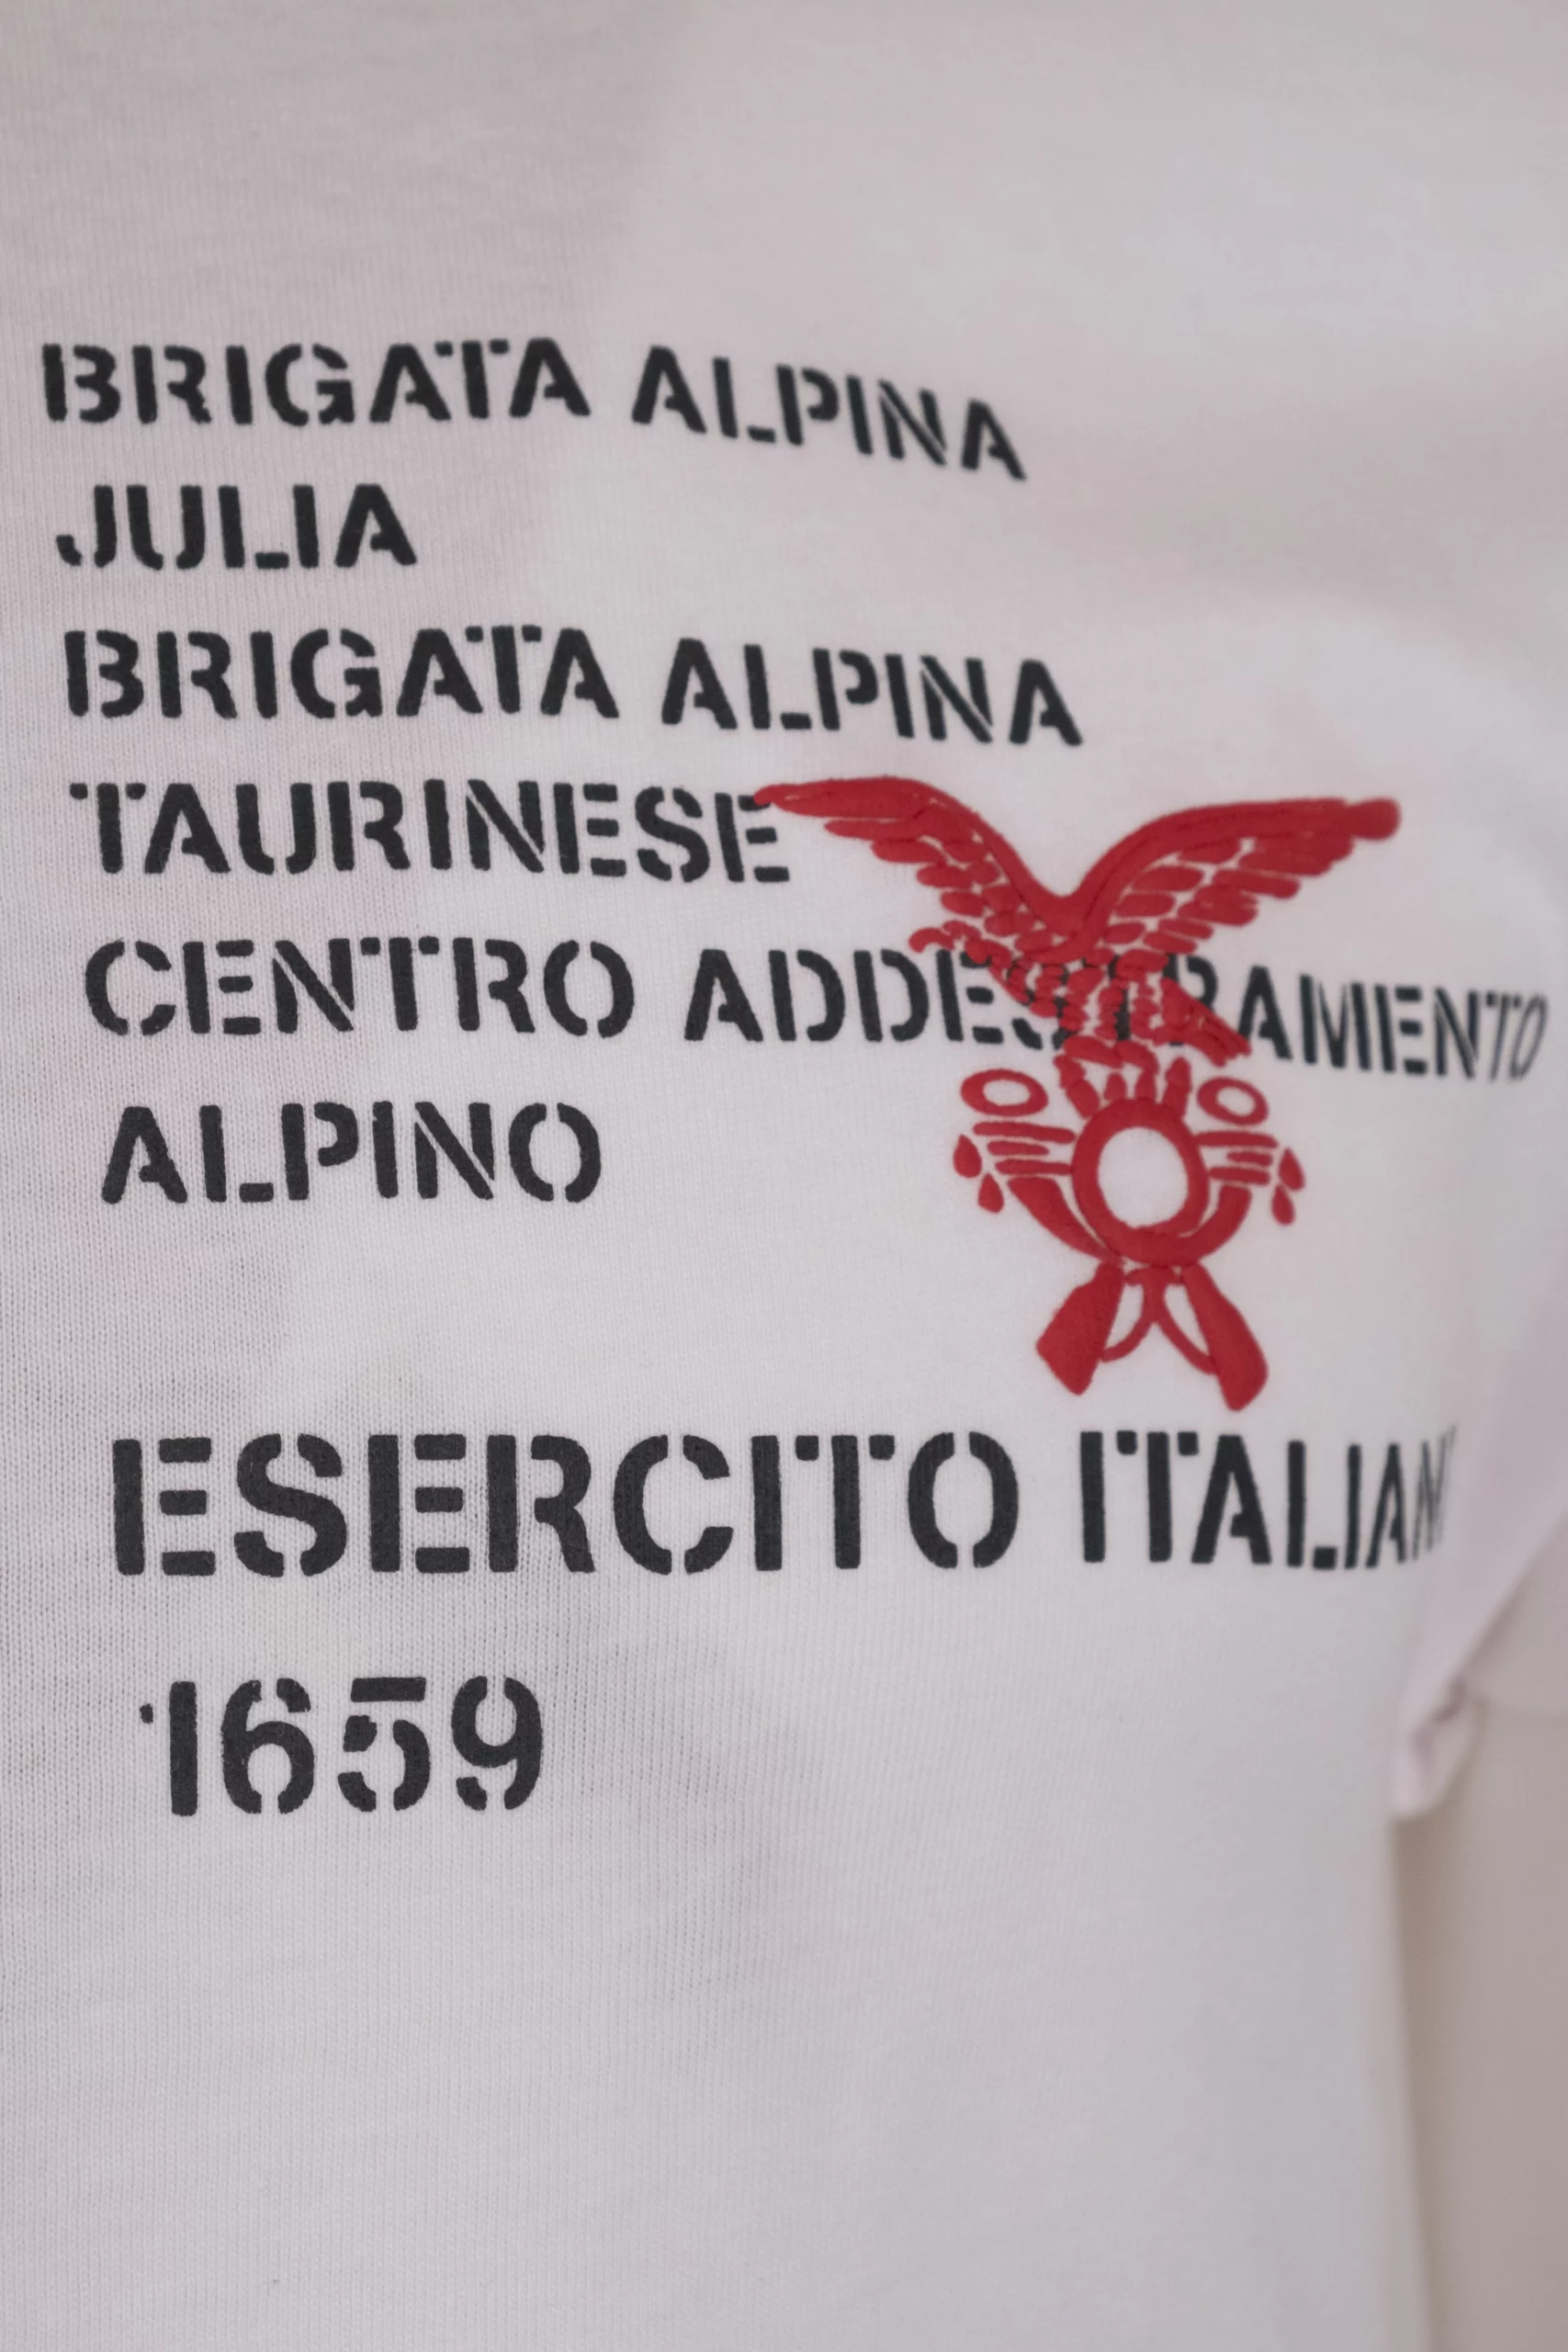 BRIGATA ALPINA
JULIA
BRIGATA ALPINA
TAURINESE
CENTRO ADDESTRAMENTO
ALPINO
ESERCITO ITALIAN
1659